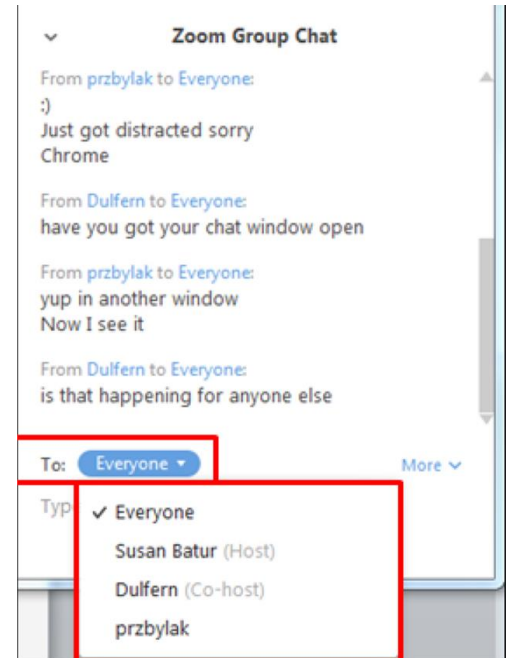 Zoom Group Chat
From przbylak to Everyone:
:)
Just got distracted sorry
Chrome
From Dulfern to Everyone:
have you got your chat window open
From przbylak to Everyone:
yup in another window
Now I see it
From Dulfern to Everyone:
is that happening for anyone else
To: Everyone More
Typ
Everyone
Susan Batur (Host)
Dulfern (Co-host)
przbylak